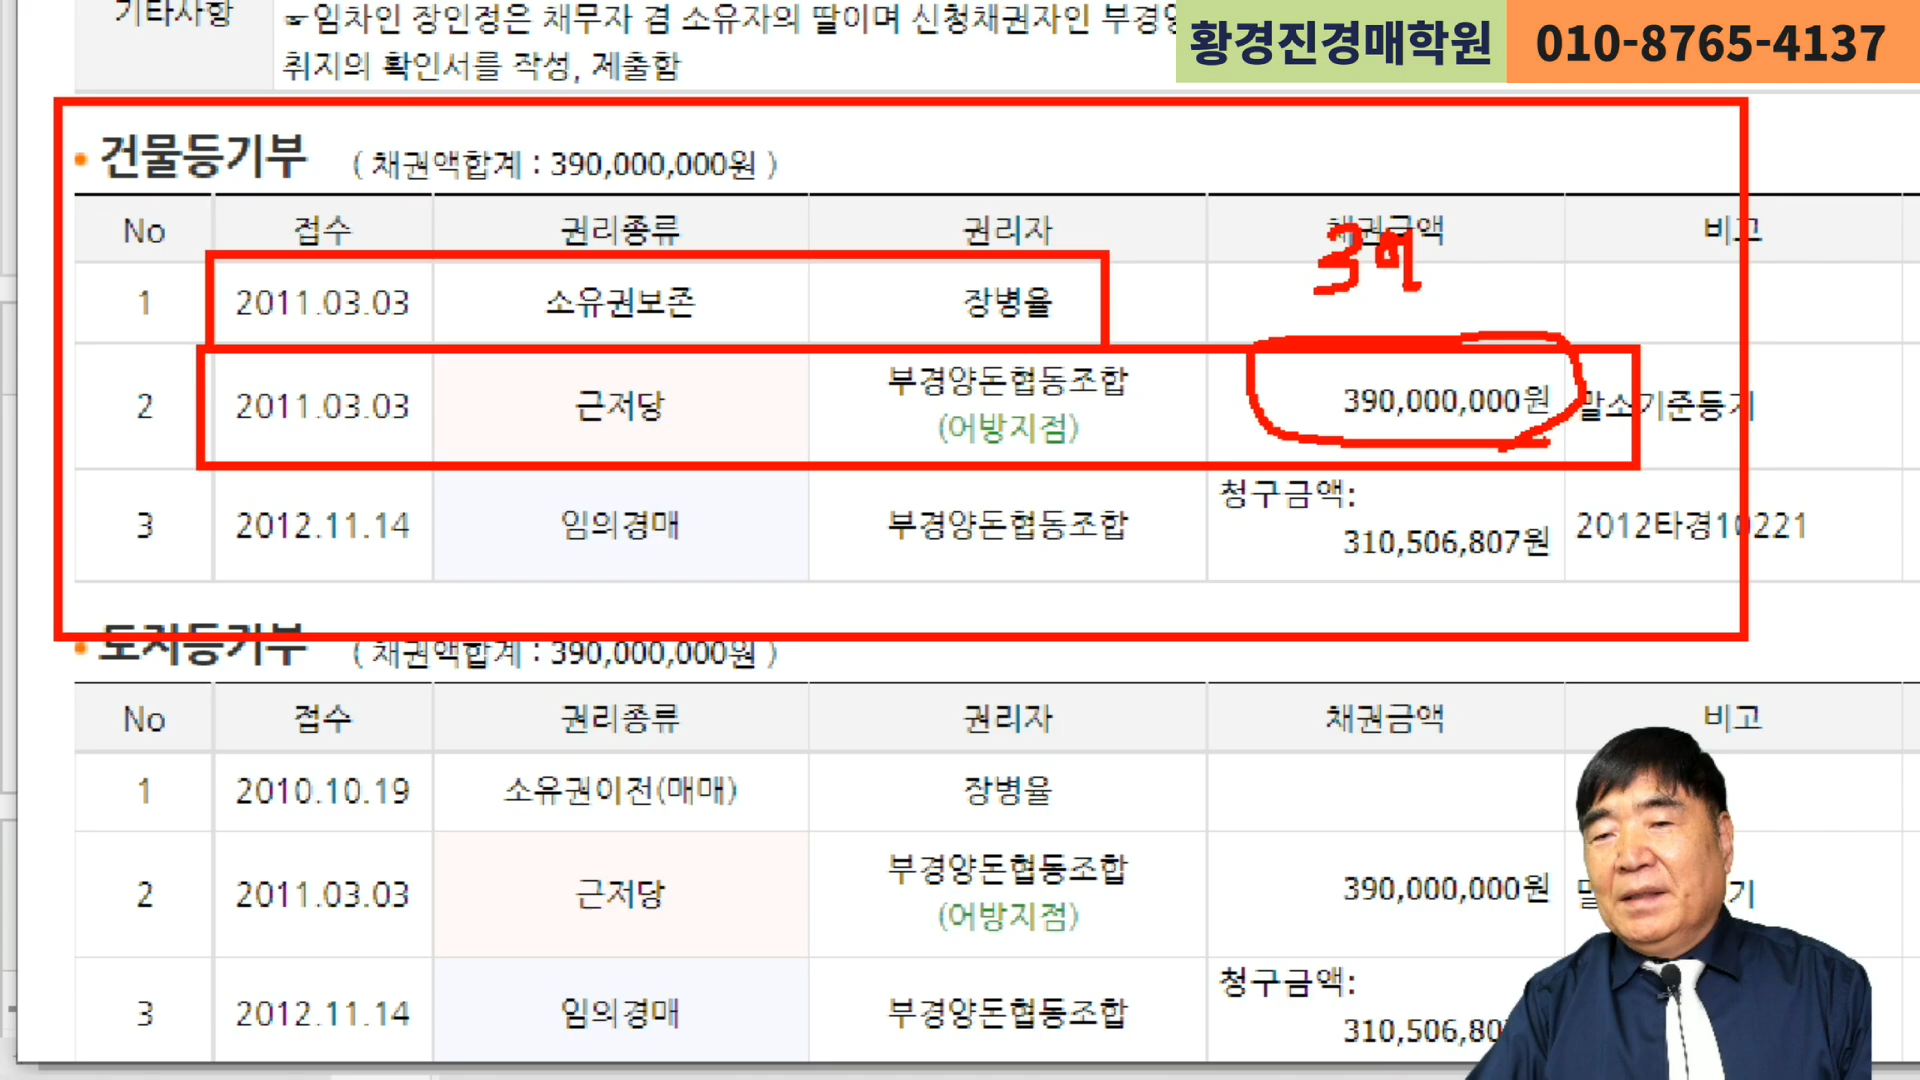 기타사항 ☞임차인 장인정은 채무자 겸 소유자의 딸이며 신청채권자인 부경양
취지의 확인서를 작성, 제출함
황경진경매학원 010-8765-4137
• 건물등기부 ( 채권액합계 : 390,000,000원 )
No 접수 권리종류 권리자 채권금액 비고
3억
1 2011.03.03 소유권보존 장병율
2 2011.03.03 근저당 부경양돈협동조합 (어방지점) 390,000,000원 말소기준등기
3 2012.11.14 임의경매 부경양돈협동조합 청구금액: 310,506,807원 2012타경10221
• 토지등기부 ( 채권액합계 : 390,000,000원 )
No 접수 권리종류 권리자 채권금액 비고
1 2010.10.19 소유권이전(매매) 장병율
2 2011.03.03 근저당 부경양돈협동조합 (어방지점) 390,000,000원 기
3 2012.11.14 임의경매 부경양돈협동조합 청구금액: 310,506,80